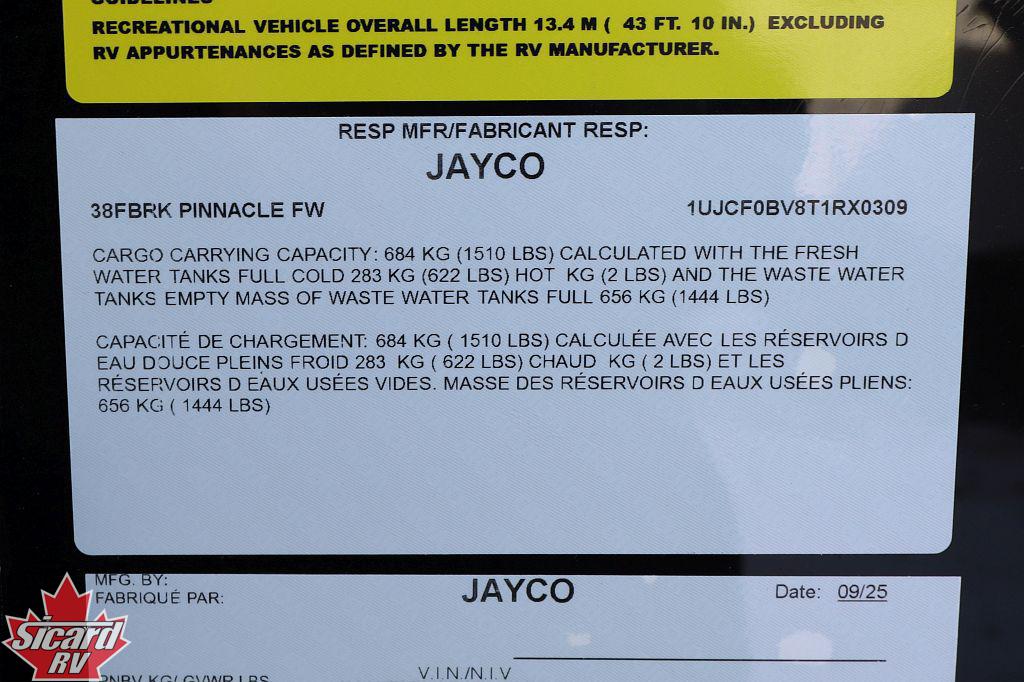 GUIDELINES
RECREATIONAL VEHICLE OVERALL LENGTH 13.4 M ( 43 FT. 10 IN.) EXCLUDING
RV APPURTENANCES AS DEFINED BY THE RV MANUFACTURER.
RESP MFR/FABRICANT RESP:
JAYCO
38FBRK PINNACLE FW 1UJCF0BV8T1RX0309
CARGO CARRYING CAPACITY: 684 KG (1510 LBS) CALCULATED WITH THE FRESH
WATER TANKS FULL COLD 283 KG (622 LBS) HOT KG (2 LBS) AND THE WASTE WATER
TANKS EMPTY MASS OF WASTE WATER TANKS FULL 656 KG (1444 LBS)
CAPACITÉ DE CHARGEMENT: 684 KG ( 1510 LBS) CALCULÉE AVEC LES RÉSERVOIRS D
EAU DOUCE PLEINS FROID 283 KG ( 622 LBS) CHAUD KG ( 2 LBS) ET LES
RÉSERVOIRS D EAUX USÉES VIDES. MASSE DES RÉSERVOIRS D EAUX USÉES PLIENS:
656 KG ( 1444 LBS)
MFG. BY: JAYCO Date: 09/25
FABRIQUÉ PAR:
Sicard
RV
PNBV KG/ GVWR LBS V.I.N./N.I.V